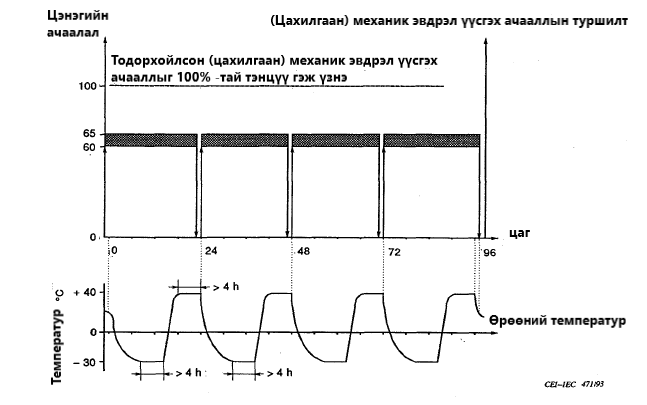 Цэнэгийн
ачаалал
(Цахилгаан) механик эвдрэл үүсгэх ачааллын туршилт
Тодорхойлсон (цахилгаан) механик эвдрэл үүсгэх
ачааллыг 100% -тай тэнцүү гэж үзнэ
100
65
60
0
0
24
48
72
96
цаг
Температур °C
+ 40
0
– 30
> 4 h
> 4 h
> 4 h
Өрөөний температур
CEI–IEC 471/93